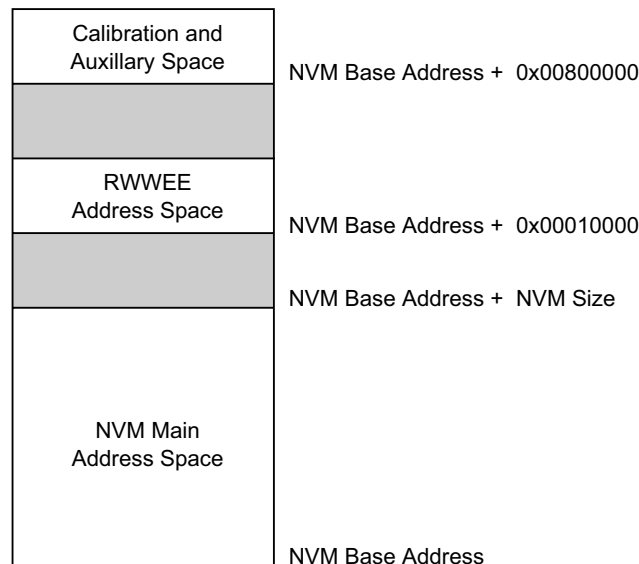 Calibration and
Auxillary Space
NVM Base Address + 0x00800000
RWWEE
Address Space
NVM Base Address + 0x00010000
NVM Base Address + NVM Size
NVM Main
Address Space
NVM Base Address